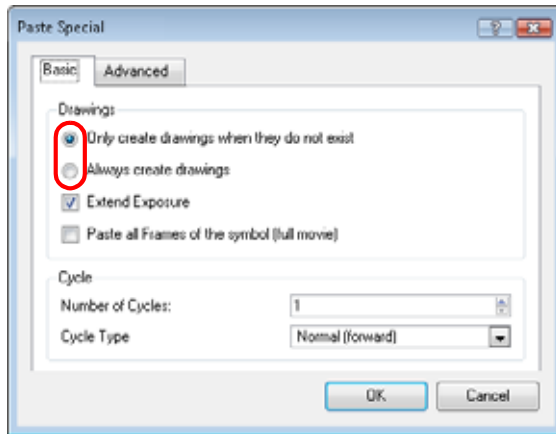 Paste Special
Basic Advanced
Drawings
Only create drawings when they do not exist
Always create drawings
Extend Exposure
Paste all Frames of the symbol (full movie)
Cycle
Number of Cycles: 1
Cycle Type Normal (forward)
OK Cancel